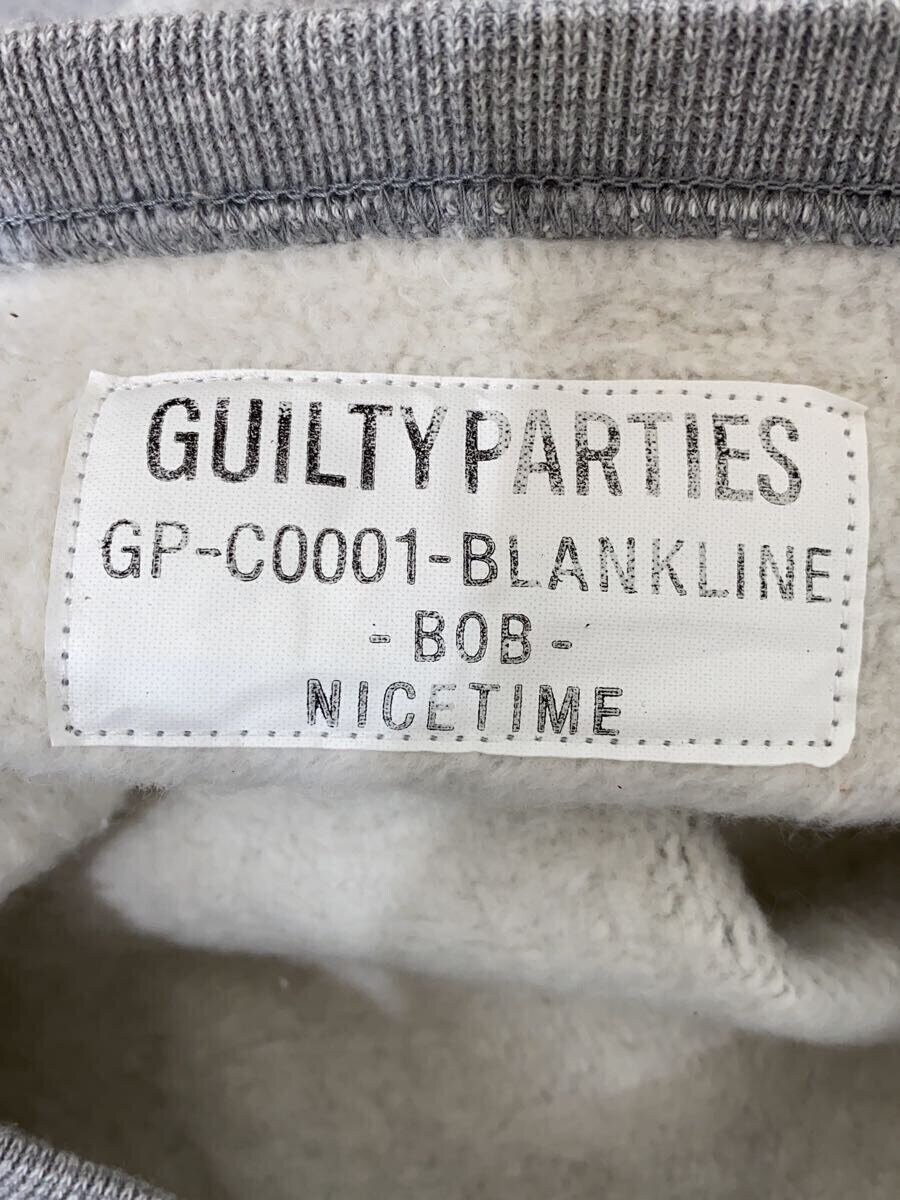 GUILTY PARTIES
GP-C0001-BLANKLINE
- BOB -
NICETIME